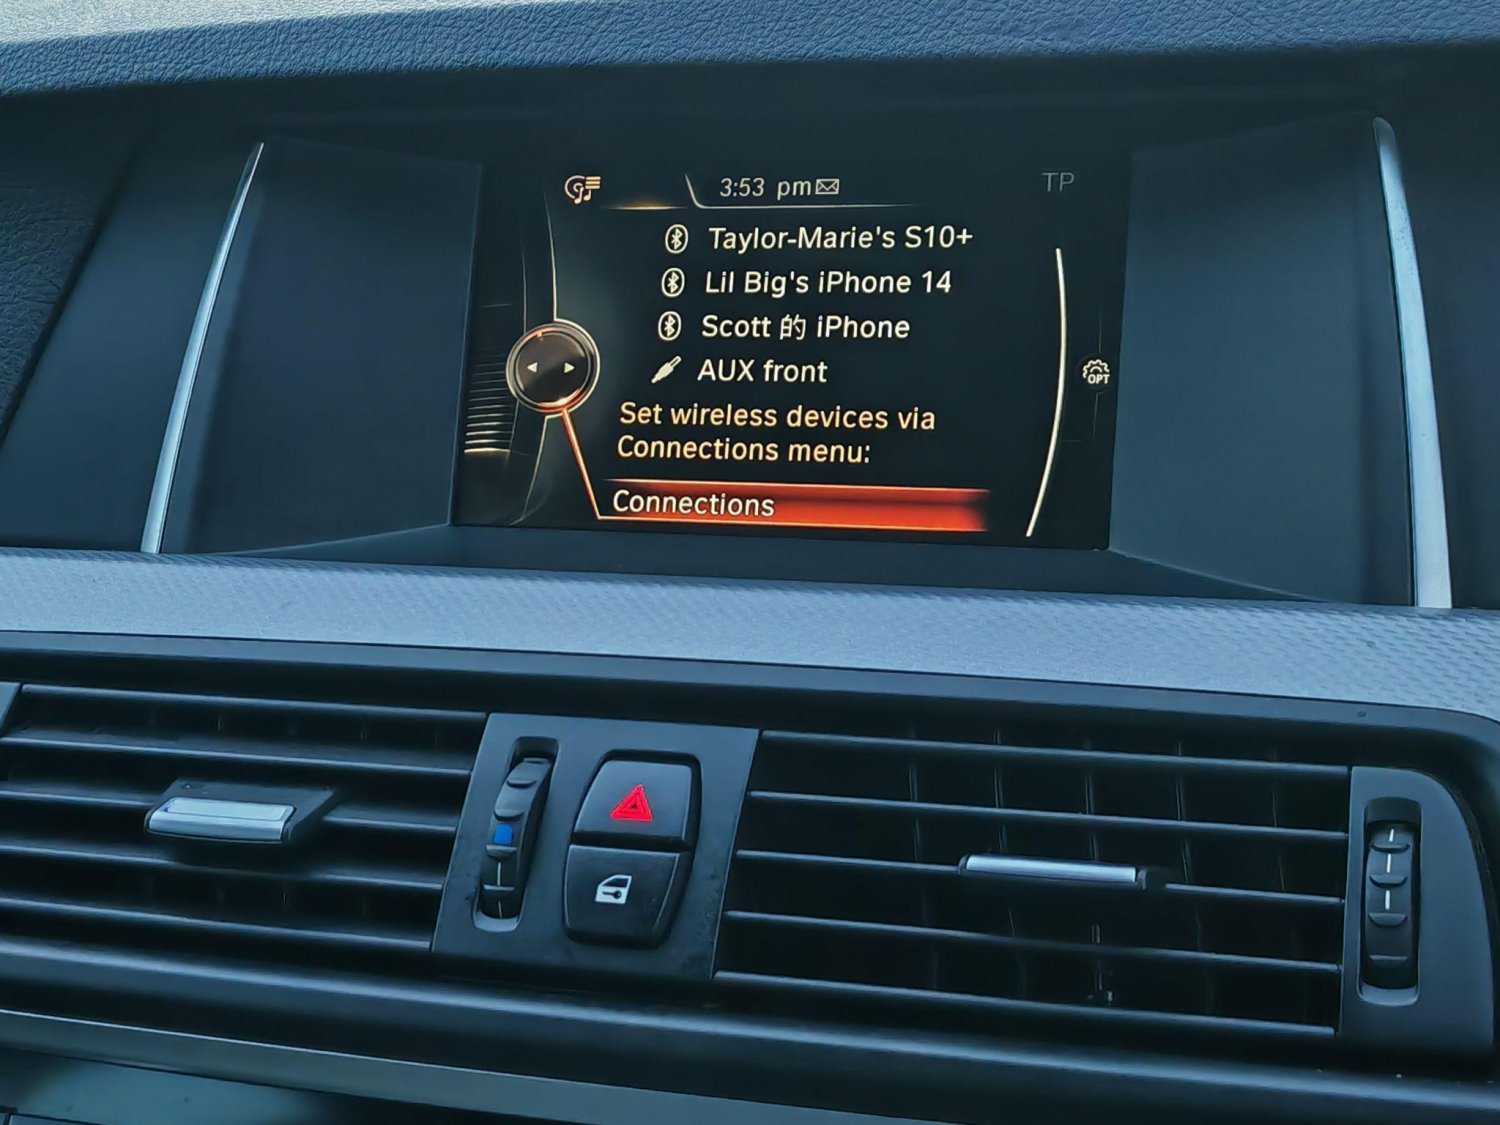 3:53 pm
TP
Taylor-Marie's S10+
Lil Big's iPhone 14
Scott 的 iPhone
AUX front
OPT
Set wireless devices via
Connections menu:
Connections